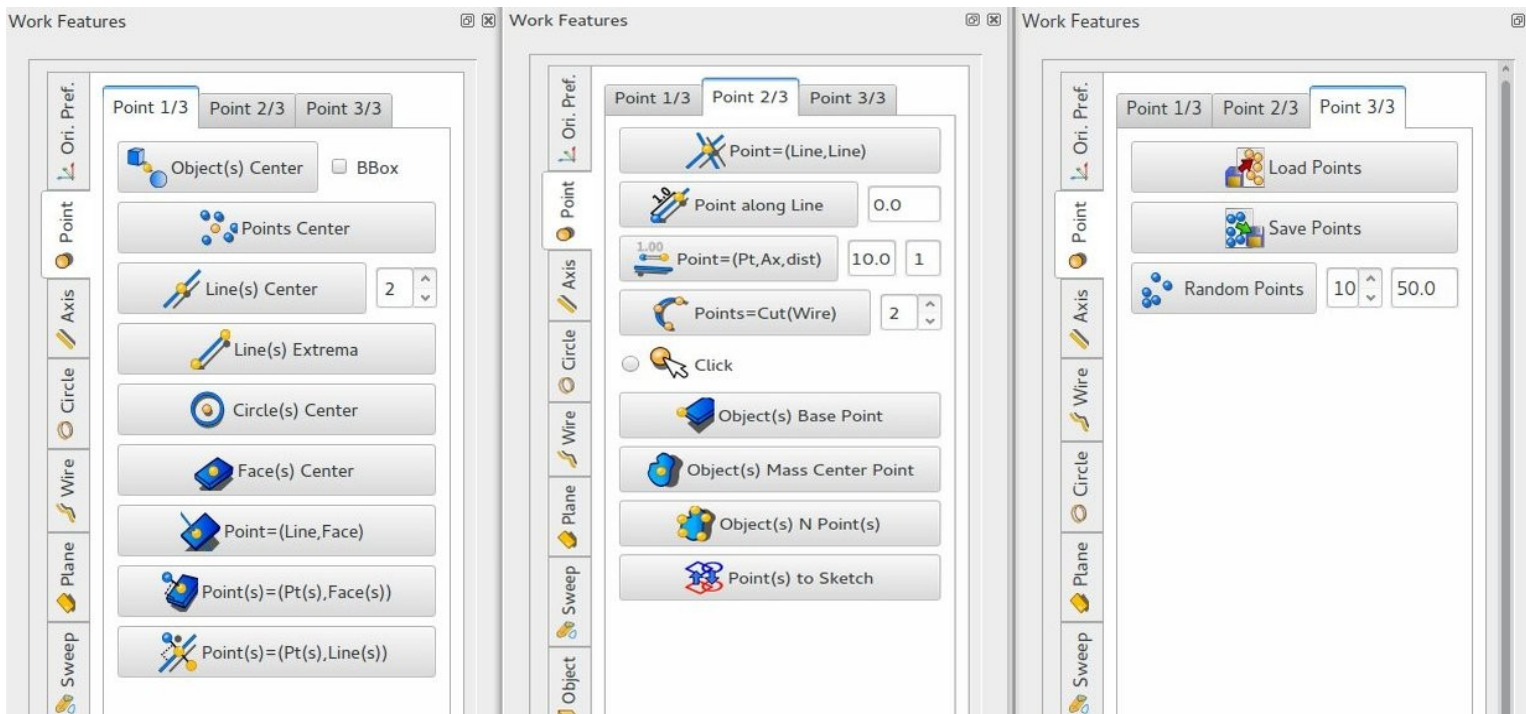 Work Features
Ori. Pref.
Point
Axis
Circle
Wire
Plane
Sweep
Point 1/3 Point 2/3 Point 3/3
Object(s) Center BBox
Points Center
Line(s) Center 2
Line(s) Extrema
Circle(s) Center
Face(s) Center
Point=(Line,Face)
Point(s)=(Pt(s),Face(s))
Point(s)=(Pt(s),Line(s))
Work Features
Ori. Pref.
Point
Axis
Circle
Wire
Plane
Sweep
Object
Point 1/3 Point 2/3 Point 3/3
Point=(Line,Line)
1.0 Point along Line 0.0
1.00 Point=(Pt,Ax,dist) 10.0 1
Points=Cut(Wire) 2
Click
Object(s) Base Point
Object(s) Mass Center Point
Object(s) N Point(s)
Point(s) to Sketch
Work Features
Ori. Pref.
Point
Axis
Wire
Circle
Plane
Sweep
Point 1/3 Point 2/3 Point 3/3
Load Points
Save Points
Random Points 10 50.0